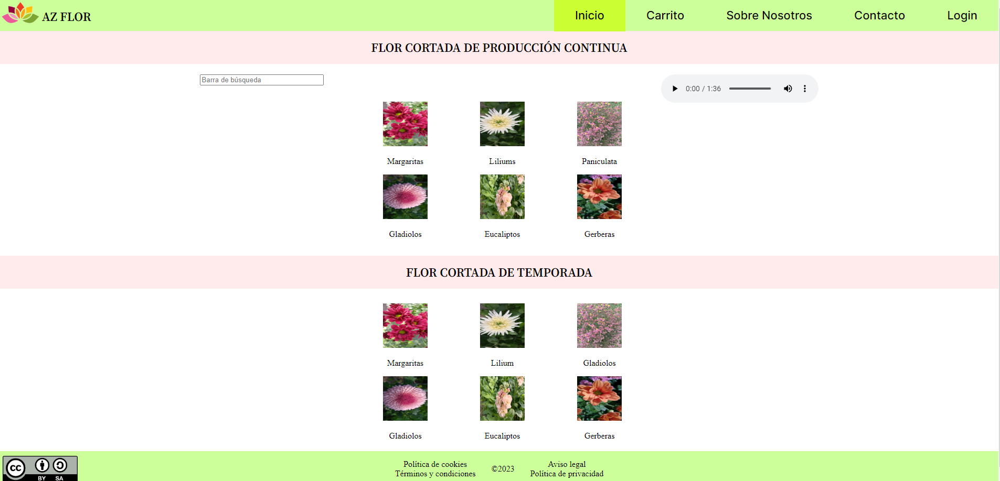 AZ FLOR
Inicio Carrito Sobre Nosotros Contacto Login
FLOR CORTADA DE PRODUCCIÓN CONTINUA
Barra de búsqueda
0:00 / 1:36
Margaritas Liliums Paniculata
Gladiolos Eucaliptos Gerberas
FLOR CORTADA DE TEMPORADA
Margaritas Lilium Gladiolos
Gladiolos Eucaliptos Gerberas
cc
BY SA
Política de cookies
Términos y condiciones
©2023
Aviso legal
Política de privacidad